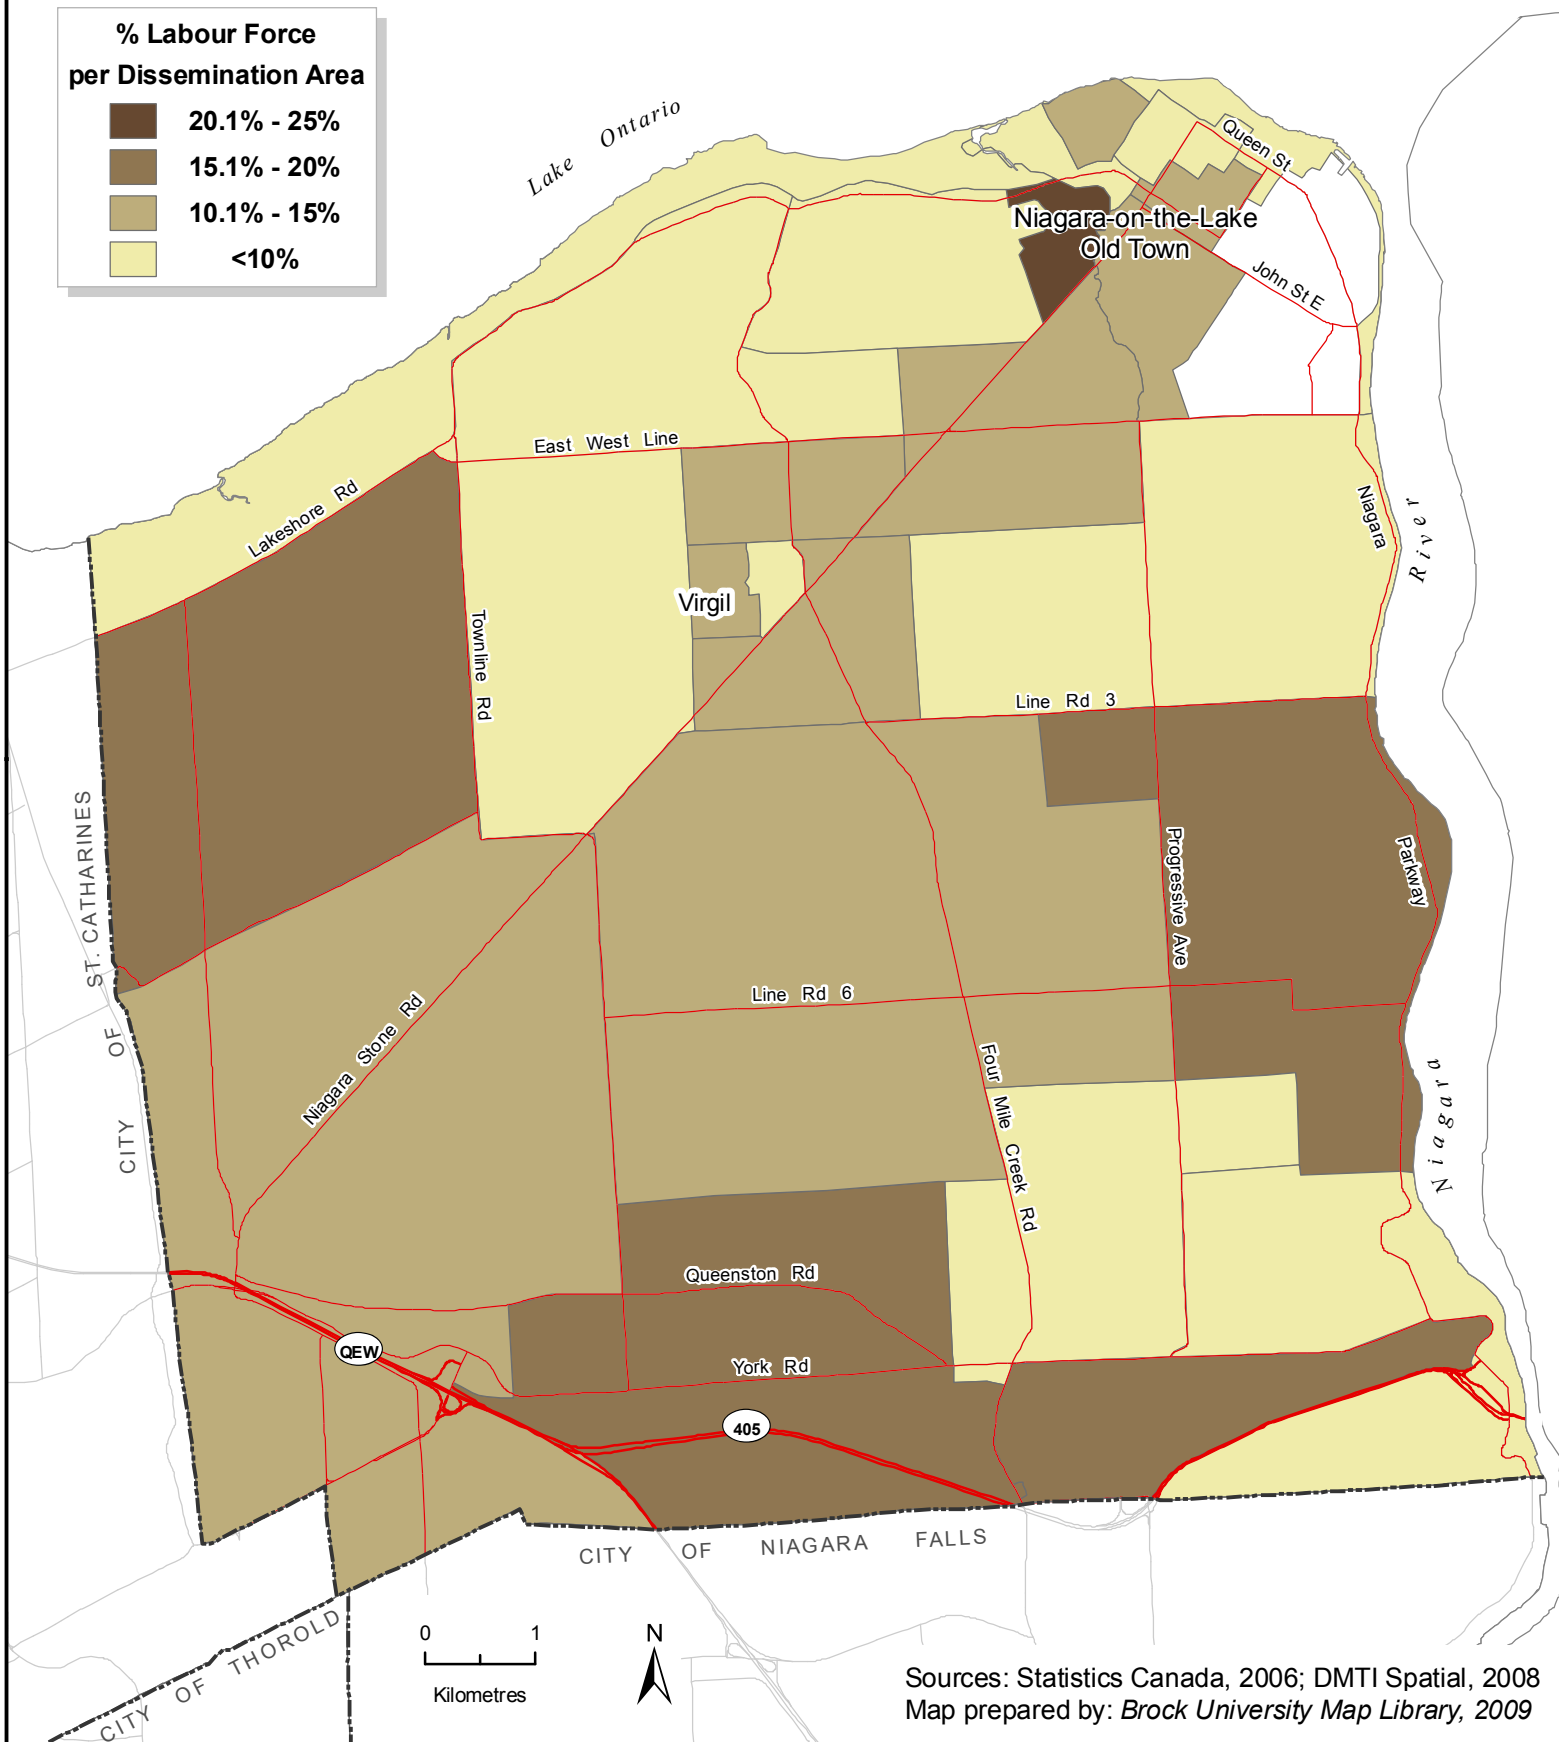 % Labour Force
per Dissemination Area
20.1% - 25%
15.1% - 20%
10.1% - 15%
<10%
Lake Ontario
Queen St
Niagara-on-the-Lake
Old Town
John St E
East West Line
Lakeshore Rd
Niagara
River
Virgil
Townline Rd
Line Rd 3
ST. CATHARINES
Progressive Ave
Parkway
Line Rd 6
Niagara Stone Rd
OF
Four Mile Creek Rd
Niagara
CITY
Queenston Rd
QEW
York Rd
405
CITY OF NIAGARA FALLS
CITY OF THOROLD
0 1
Kilometres
N
Sources: Statistics Canada, 2006; DMTI Spatial, 2008
Map prepared by: Brock University Map Library, 2009